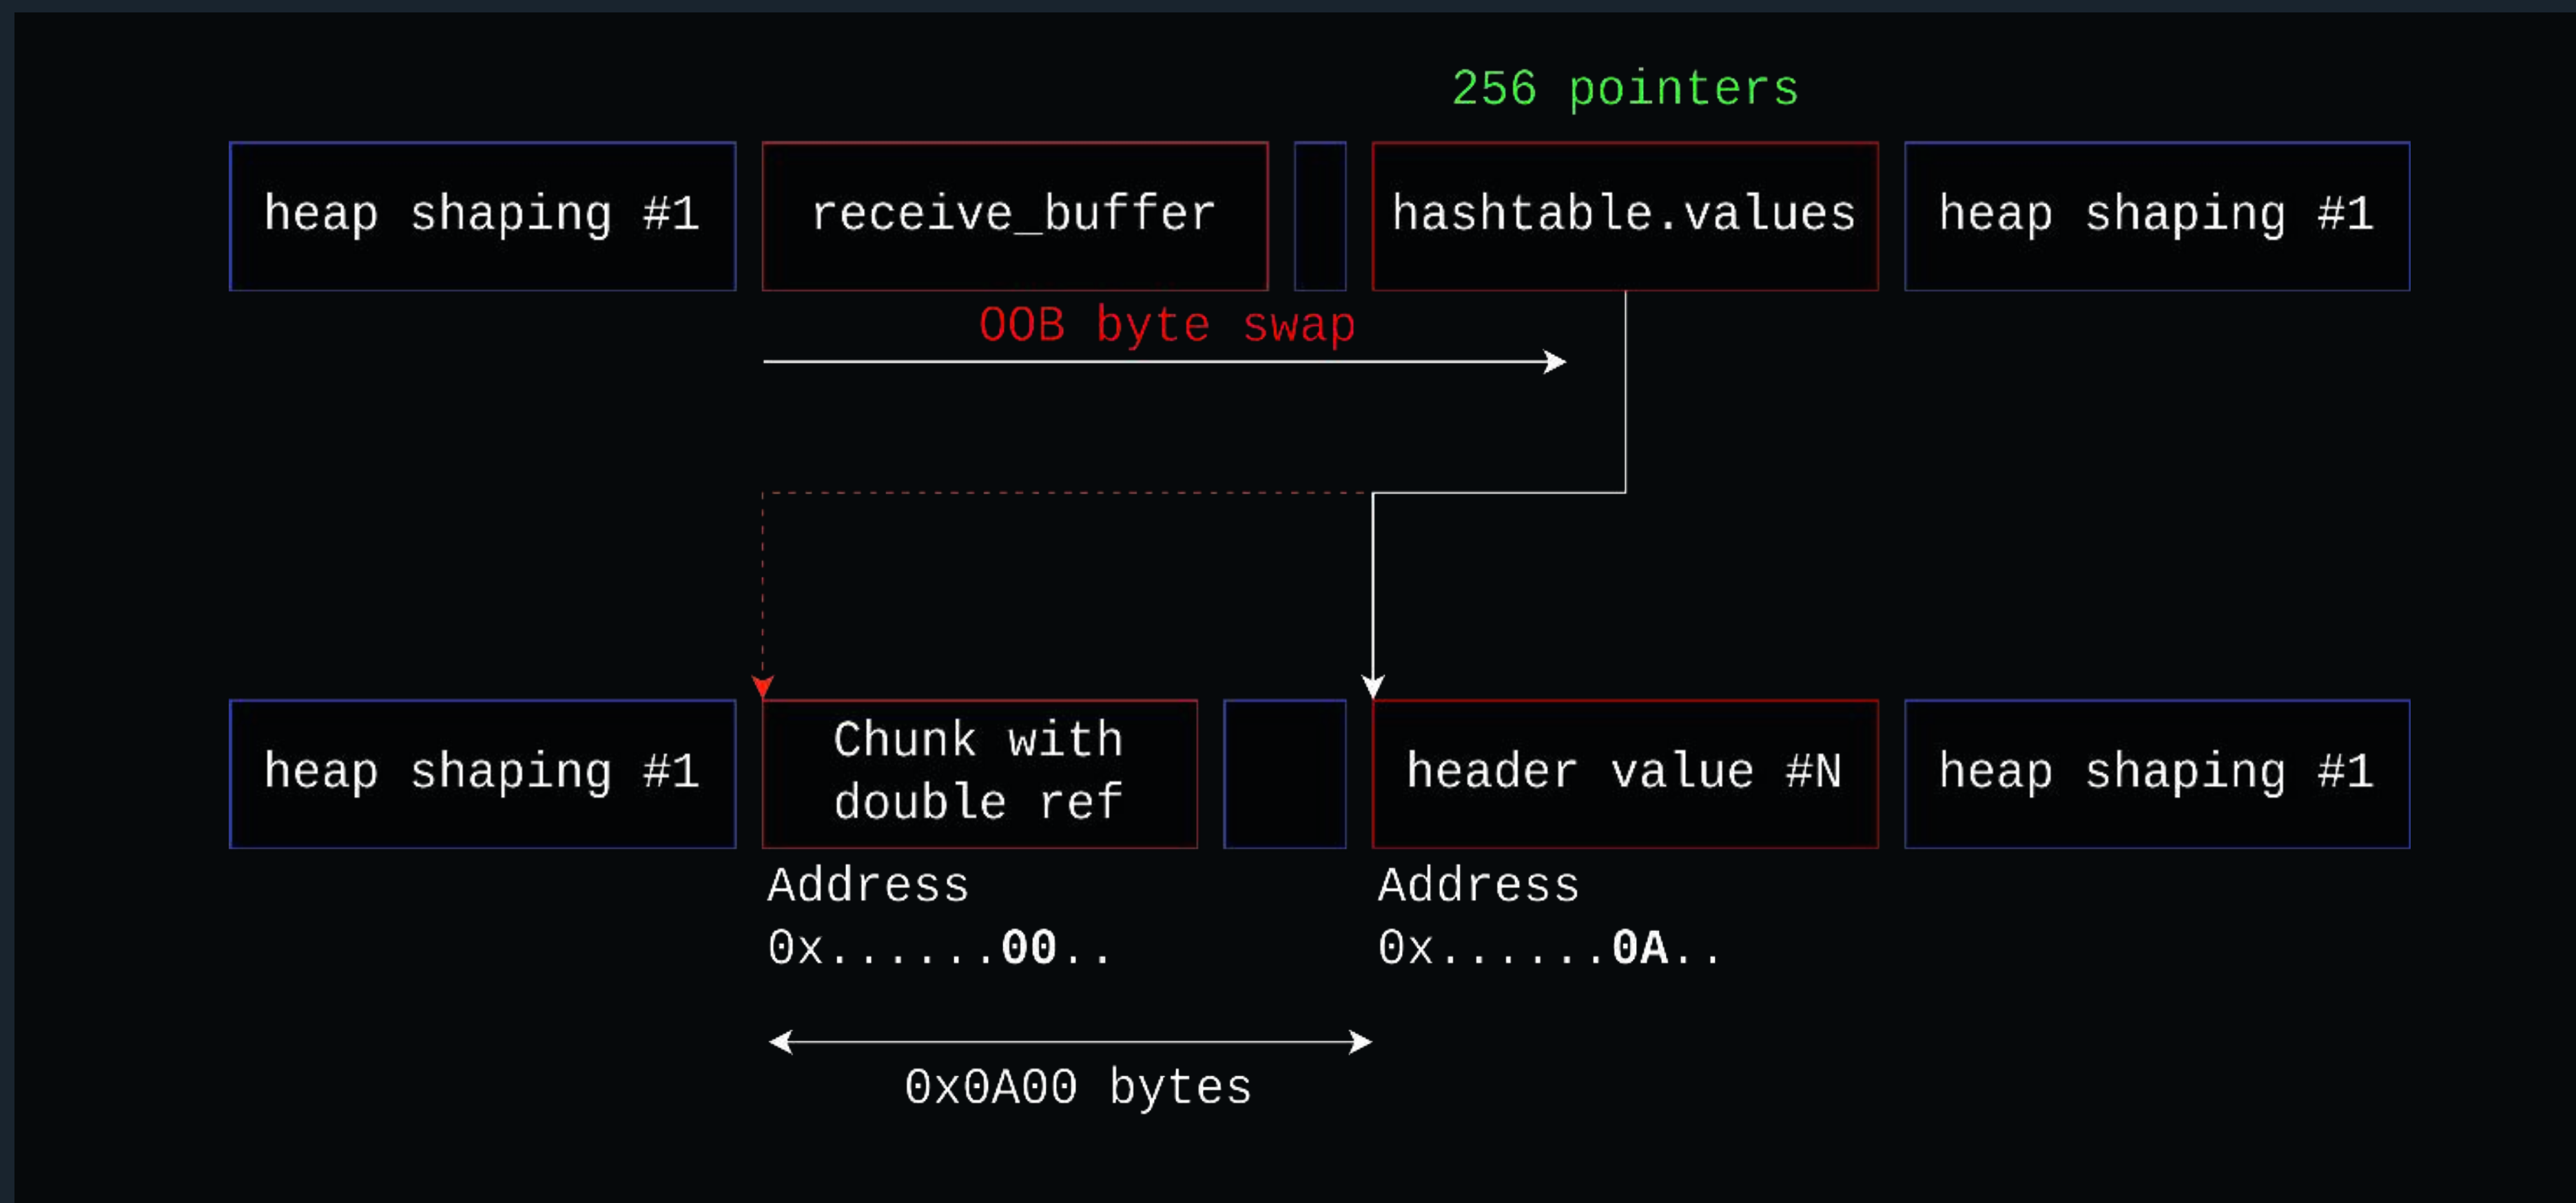 256 pointers
heap shaping #1
receive_buffer
hashtable.values
heap shaping #1
OOB byte swap
heap shaping #1
Chunk with
double ref
header value #N
heap shaping #1
Address
0x......00..
Address
0x......0A..
0x0A00 bytes